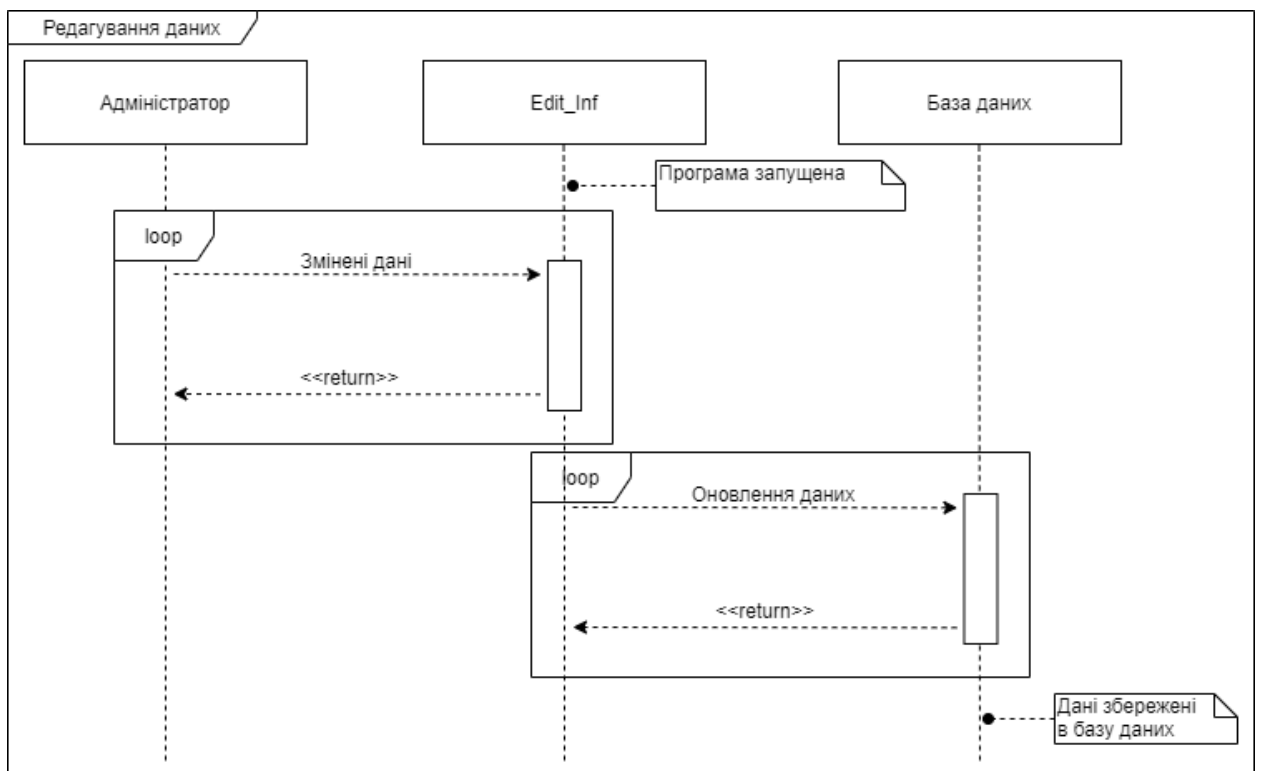 Редагування даних
Адміністратор
Edit_Inf
База даних
Програма запущена
loop
Змінені дані
<<return>>
loop
Оновлення даних
<<return>>
Дані збережені
в базу даних